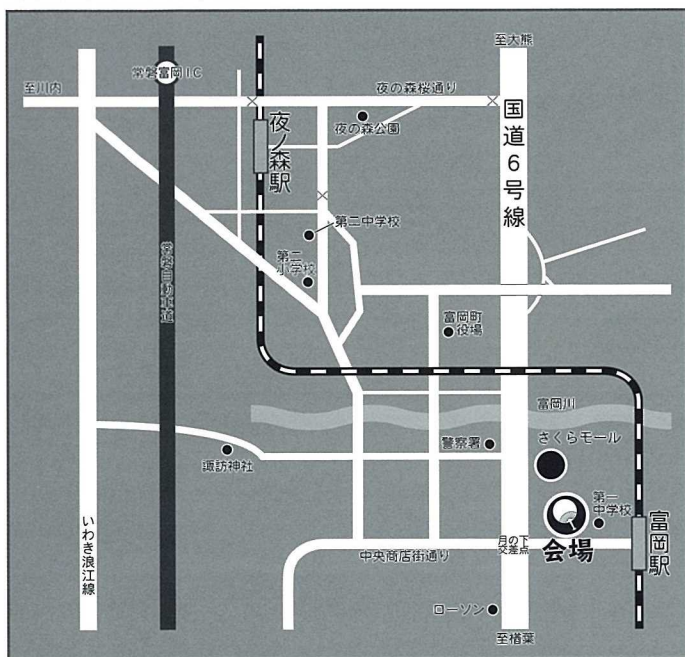 至大熊
常磐富岡IC
至川内
夜の森桜通り
夜の森公園
国道6号線
夜ノ森駅
第二中学校
第二
小学校
常磐自動車道
富岡町
役場
富岡川
さくらモール
警察署
諏訪神社
第一
中学校
富岡駅
いわき浪江線
会場
月の下
交差点
中央商店街通り
ローソン
至楢葉